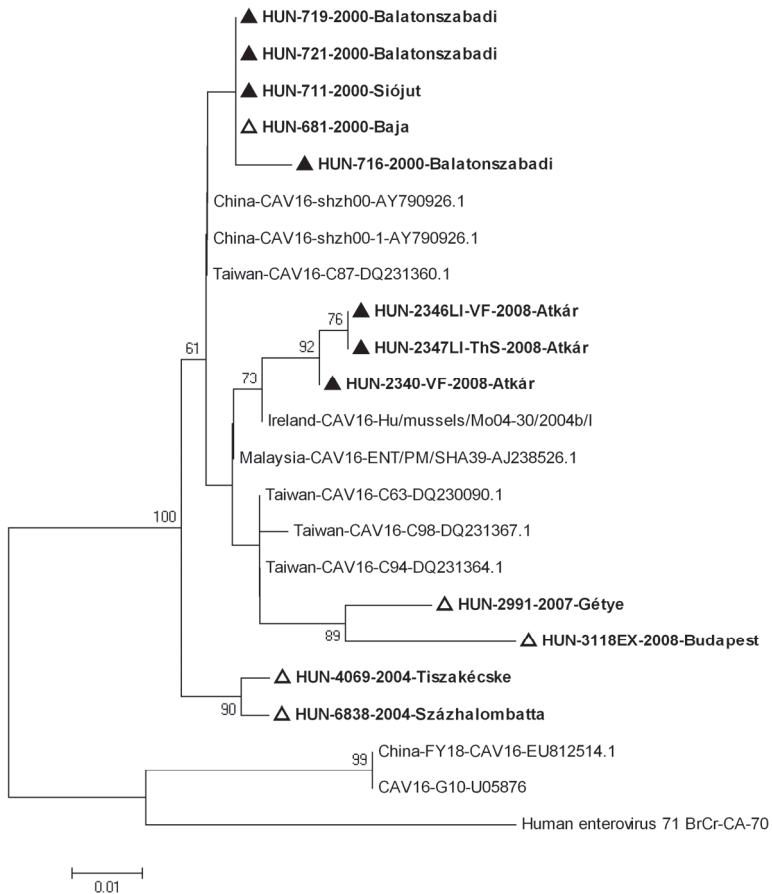 HUN-719-2000-Balatonszabadi
HUN-721-2000-Balatonszabadi
HUN-711-2000-Siójut
HUN-681-2000-Baja
HUN-716-2000-Balatonszabadi
China-CAV16-shzh00-AY790926.1
China-CAV16-shzh00-1-AY790926.1
Taiwan-CAV16-C87-DQ231360.1
76
HUN-2346LI-VF-2008-Atkár
92
HUN-2347LI-ThS-2008-Atkár
61
73
HUN-2340-VF-2008-Atkár
Ireland-CAV16-Hu/mussels/Mo04-30/2004b/I
Malaysia-CAV16-ENT/PM/SHA39-AJ238526.1
Taiwan-CAV16-C63-DQ230090.1
100
Taiwan-CAV16-C98-DQ231367.1
Taiwan-CAV16-C94-DQ231364.1
HUN-2991-2007-Gétye
89
HUN-3118EX-2008-Budapest
HUN-4069-2004-Tiszakécske
90
HUN-6838-2004-Százhalombatta
China-FY18-CAV16-EU812514.1
99
CAV16-G10-U05876
Human enterovirus 71 BrCr-CA-70
0.01